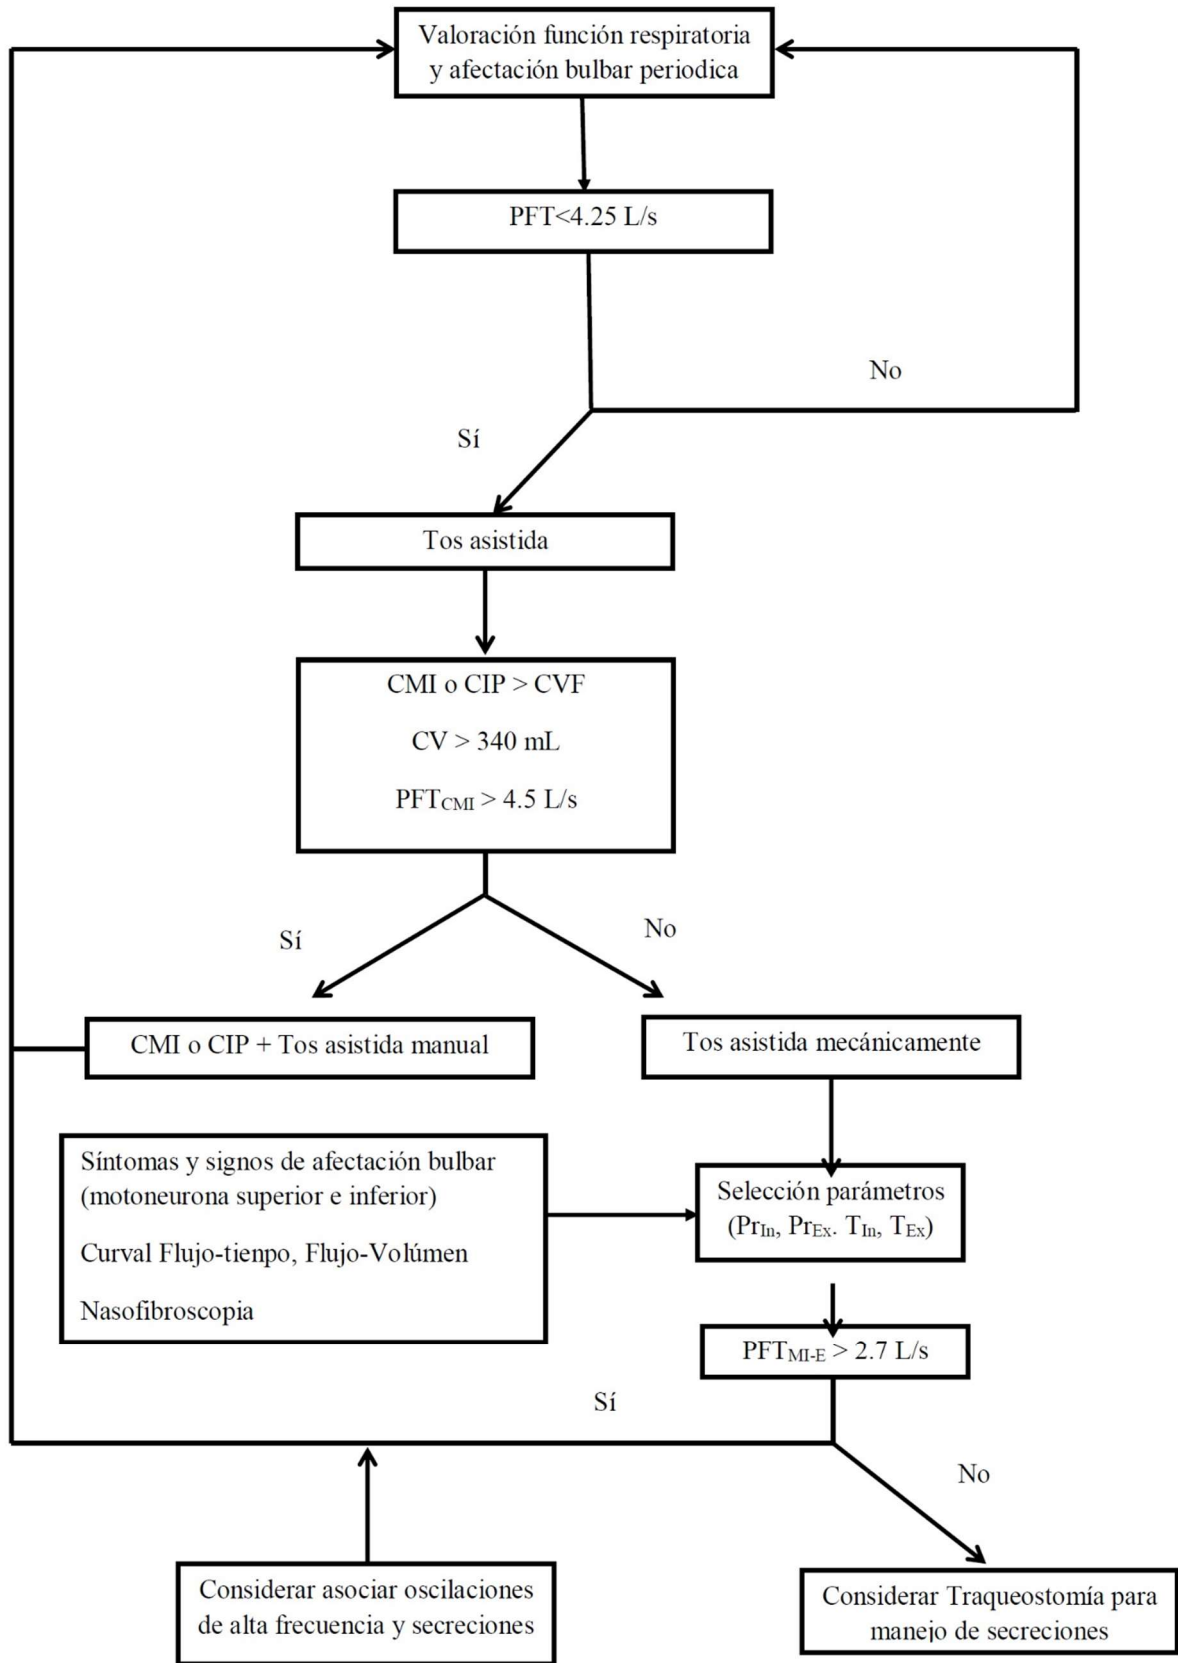 Valoración función respiratoria
y afectación bulbar periodica
PFT<4.25 L/s
No
Sí
Tos asistida
CMI o CIP > CVF
CV > 340 mL
PFTCMI > 4.5 L/s
Sí
No
CMI o CIP + Tos asistida manual
Tos asistida mecánicamente
Síntomas y signos de afectación bulbar
(motoneurona superior e inferior)
Curval Flujo-tienpo, Flujo-Volúmen
Nasofibroscopia
Selección parámetros
(PrIn, PrEx. TIn, TEx)
PFTMI-E > 2.7 L/s
Sí
No
Considerar asociar oscilaciones
de alta frecuencia y secreciones
Considerar Traqueostomía para
manejo de secreciones